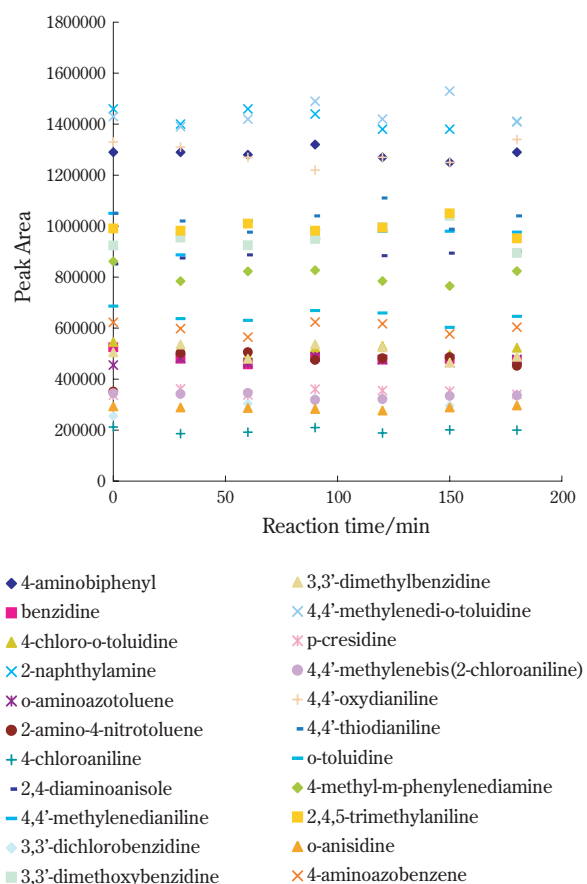 1800000
1600000
1400000
1200000
1000000
800000
600000
400000
200000
0
Peak Area
0 50 100 150 200
Reaction time/min
4-aminobiphenyl
benzidine
4-chloro-o-toluidine
2-naphthylamine
o-aminoazotoluene
2-amino-4-nitrotoluene
4-chloroaniline
2,4-diaminoanisole
4,4'-methylenedianiline
3,3'-dichlorobenzidine
3,3'-dimethoxybenzidine
3,3'-dimethylbenzidine
4,4'-methylenedi-o-toluidine
p-cresidine
4,4'-methylenebis(2-chloroaniline)
4,4'-oxydianiline
4,4'-thiodianiline
o-toluidine
4-methyl-m-phenylenediamine
2,4,5-trimethylaniline
o-anisidine
4-aminoazobenzene